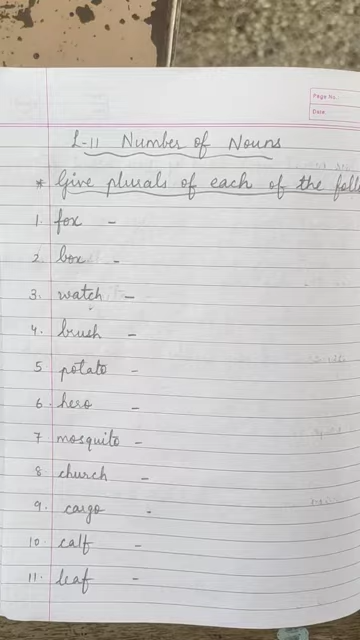 Page No...
Date
L-11 Number of Nouns
* Give plurals of each of the foll
1. fox -
2. box -
3. watch -
4. brush -
5. potato -
6. hero -
7 mosquito -
8 church -
9. cargo -
10. calf -
11. leaf -